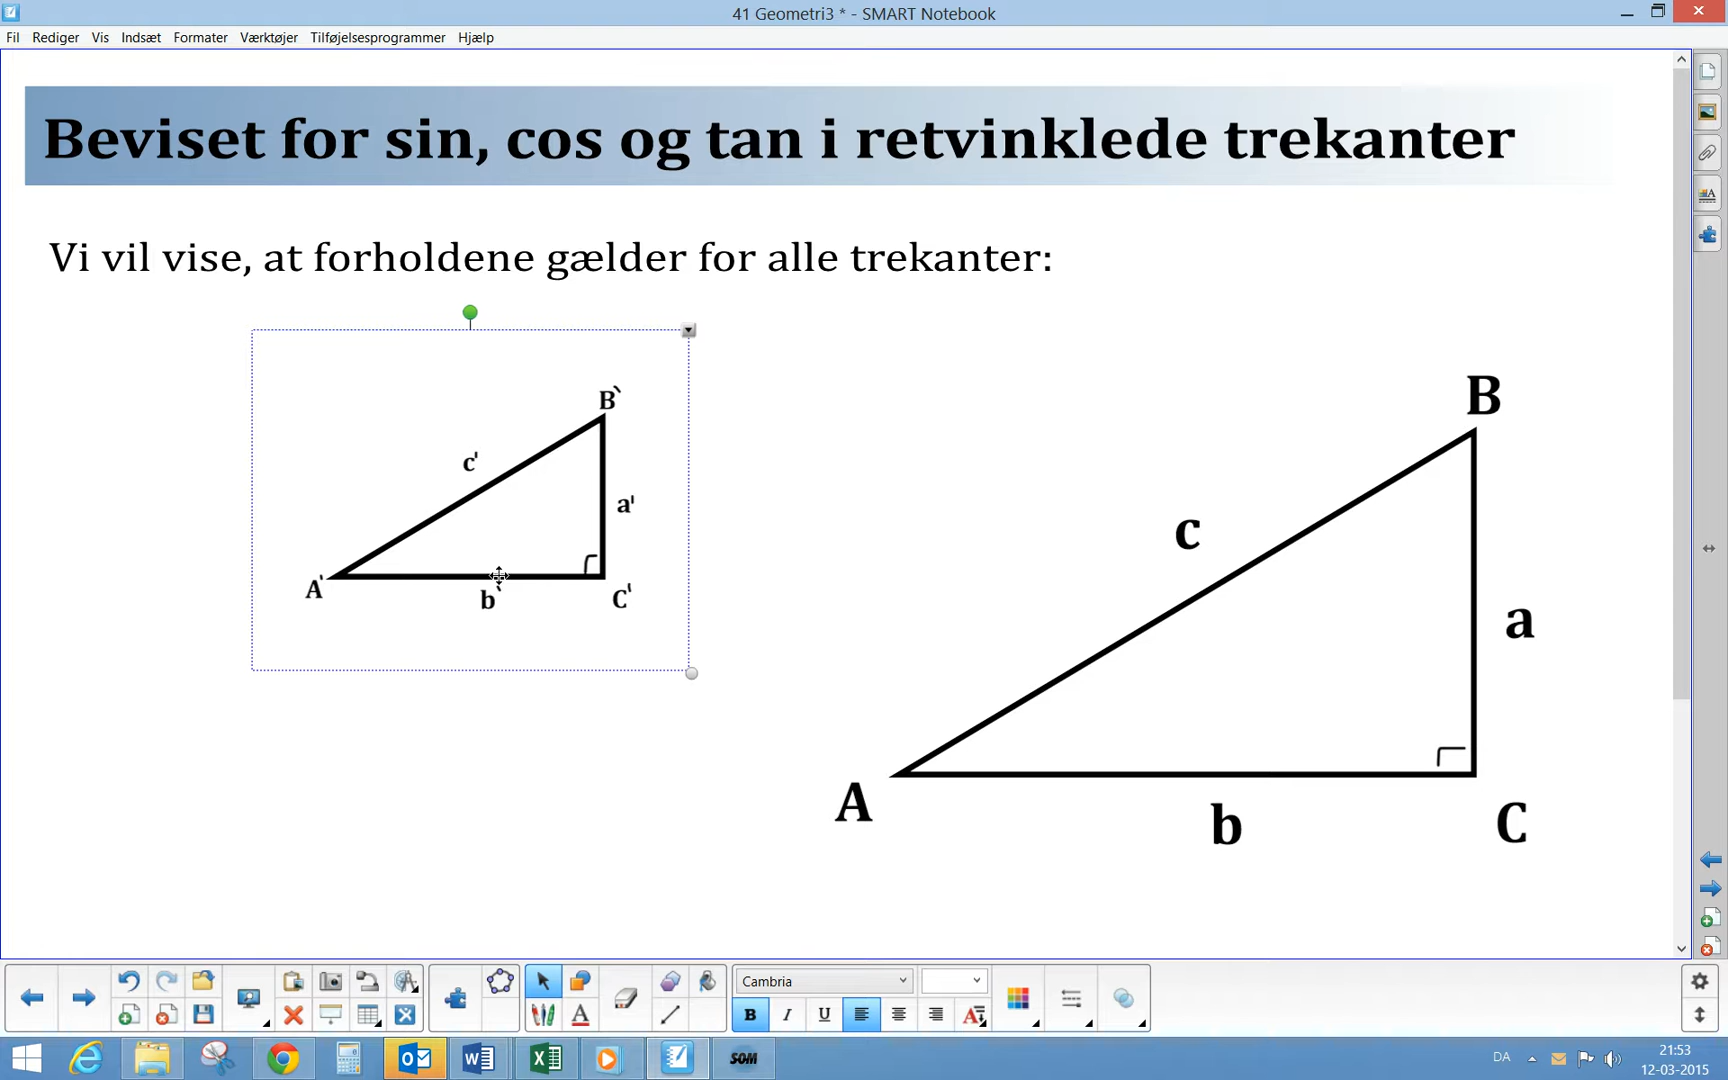 41 Geometri3 * - SMART Notebook
Fil Rediger Vis Indsæt Formater Værktøjer Tilføjelsesprogrammer Hjælp
Beviset for sin, cos og tan i retvinklede trekanter
Vi vil vise, at forholdene gælder for alle trekanter:
B`
c'
a'
A'
b`
C'
B
c
a
A
b
C
Cambria
B I U A
SOM
DA
21:53
12-03-2015